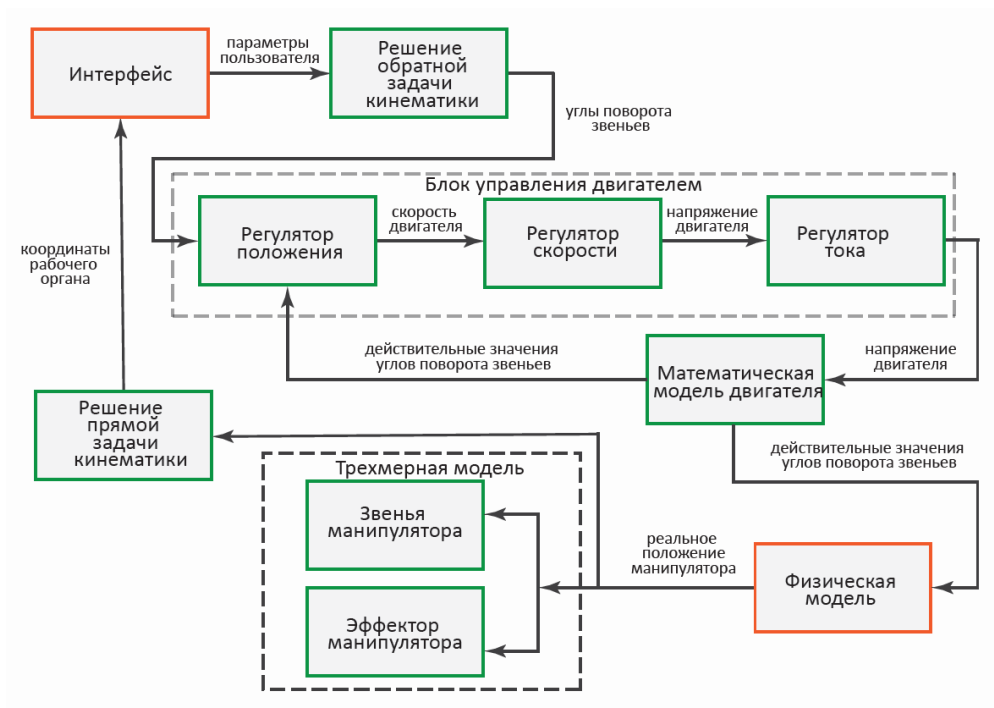 Интерфейс
параметры
пользователя
Решение
обратной
задачи
кинематики
углы поворота
звеньев
Блок управления двигателем
Регулятор
положения
скорость
двигателя
Регулятор
скорости
напряжение
двигателя
Регулятор
тока
координаты
рабочего
органа
действительные значения
углов поворота звеньев
Математическая
модель двигателя
напряжение
двигателя
Решение
прямой
задачи
кинематики
действительные значения
углов поворота звеньев
Трехмерная модель
Звенья
манипулятора
реальное
положение
манипулятора
Физическая
модель
Эффектор
манипулятора